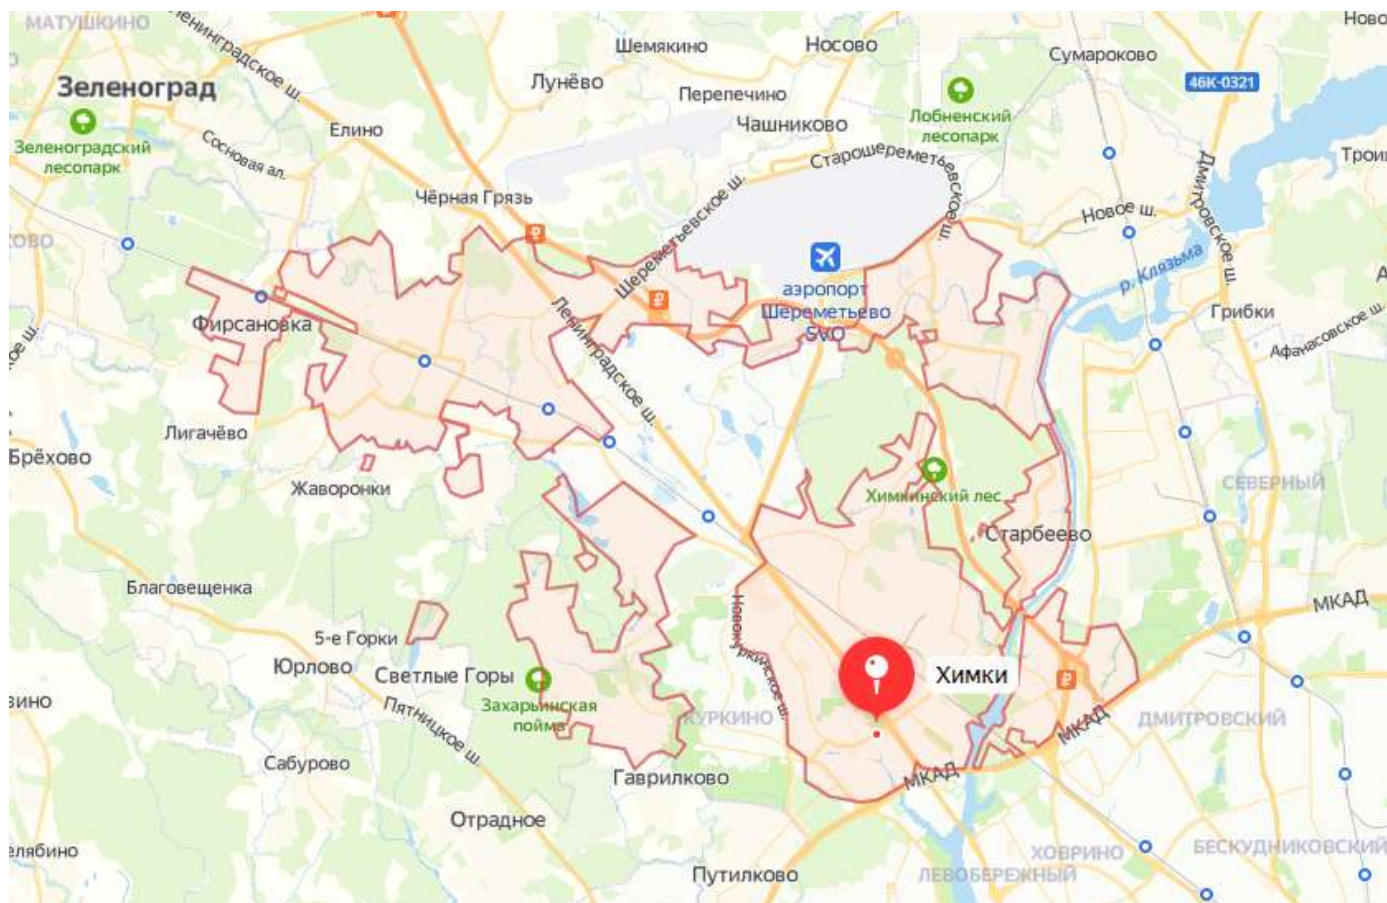 МАТУШКИНО
Ленинградское ш.
Шемякино
Носово
Сумароково
Зеленоград
Лунёво
Перепечино
46К-0321
Елино
Чашниково
Лобненский
лесопарк
Зеленоградский
лесопарк
Сосновая ал.
Старошереметьевское ш.
Дмитровское ш.
Чёрная Грязь
Шереметьевское ш.
Новое ш.
р. Клязьма
аэропорт
Шереметьево
SVO
Фирсановка
Ленинградское ш.
Грибки
Афанасовское ш.
Лигачёво
Брёхово
Жаворонки
Химкинский лес
СЕВЕРНЫЙ
Старбеево
Благовещенка
Новокуркинское ш.
МКАД
5-е Горки
Юрлово
Светлые Горы
Химки
Захарьинская
пойма
Пятницкое ш.
КУРКИНО
МКАД
ДМИТРОВСКИЙ
Сабурово
Гаврилково
МКАД
Отрадное
Путилково
ХОВРИНО
БЕСКУДНИКОВСКИЙ
ЛЕВОБЕРЕЖНЫЙ